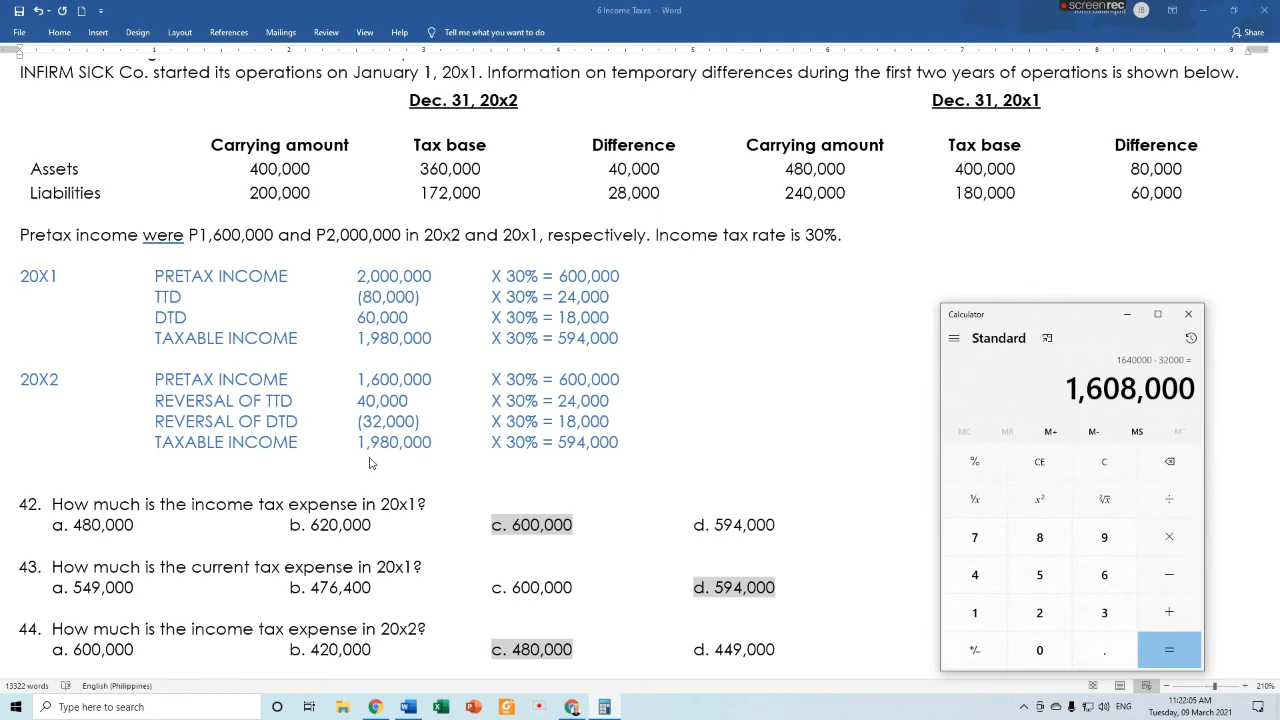 6 Income Taxes - Word
screenrec
JB
File Home Insert Design Layout References Mailings Review View Help Tell me what you want to do
Share
1 2 3 4 5 6 7 8 9
INFIRM SICK Co. started its operations on January 1, 20x1. Information on temporary differences during the first two years of operations is shown below.
Dec. 31, 20x2 Dec. 31, 20x1
Carrying amount Tax base Difference Carrying amount Tax base Difference
Assets 400,000 360,000 40,000 480,000 400,000 80,000
Liabilities 200,000 172,000 28,000 240,000 180,000 60,000
Pretax income were P1,600,000 and P2,000,000 in 20x2 and 20x1, respectively. Income tax rate is 30%.
20X1 PRETAX INCOME 2,000,000 X 30% = 600,000
TTD (80,000) X 30% = 24,000
DTD 60,000 X 30% = 18,000
TAXABLE INCOME 1,980,000 X 30% = 594,000
20X2 PRETAX INCOME 1,600,000 X 30% = 600,000
REVERSAL OF TTD 40,000 X 30% = 24,000
REVERSAL OF DTD (32,000) X 30% = 18,000
TAXABLE INCOME 1,980,000 X 30% = 594,000
42. How much is the income tax expense in 20x1?
a. 480,000 b. 620,000 c. 600,000 d. 594,000
43. How much is the current tax expense in 20x1?
a. 549,000 b. 476,400 c. 600,000 d. 594,000
44. How much is the income tax expense in 20x2?
a. 600,000 b. 420,000 c. 480,000 d. 449,000
Calculator
Standard
1640000 - 32000 =
1,608,000
MC MR M+ M- MS M˅
% CE C
¹/x x² ∛x ÷
7 8 9 ×
4 5 6 −
1 2 3 +
+/- 0 . =
13322 words English (Philippines) 210%
Type here to search
ENG
11:22:05 AM
Tuesday, 09 March 2021